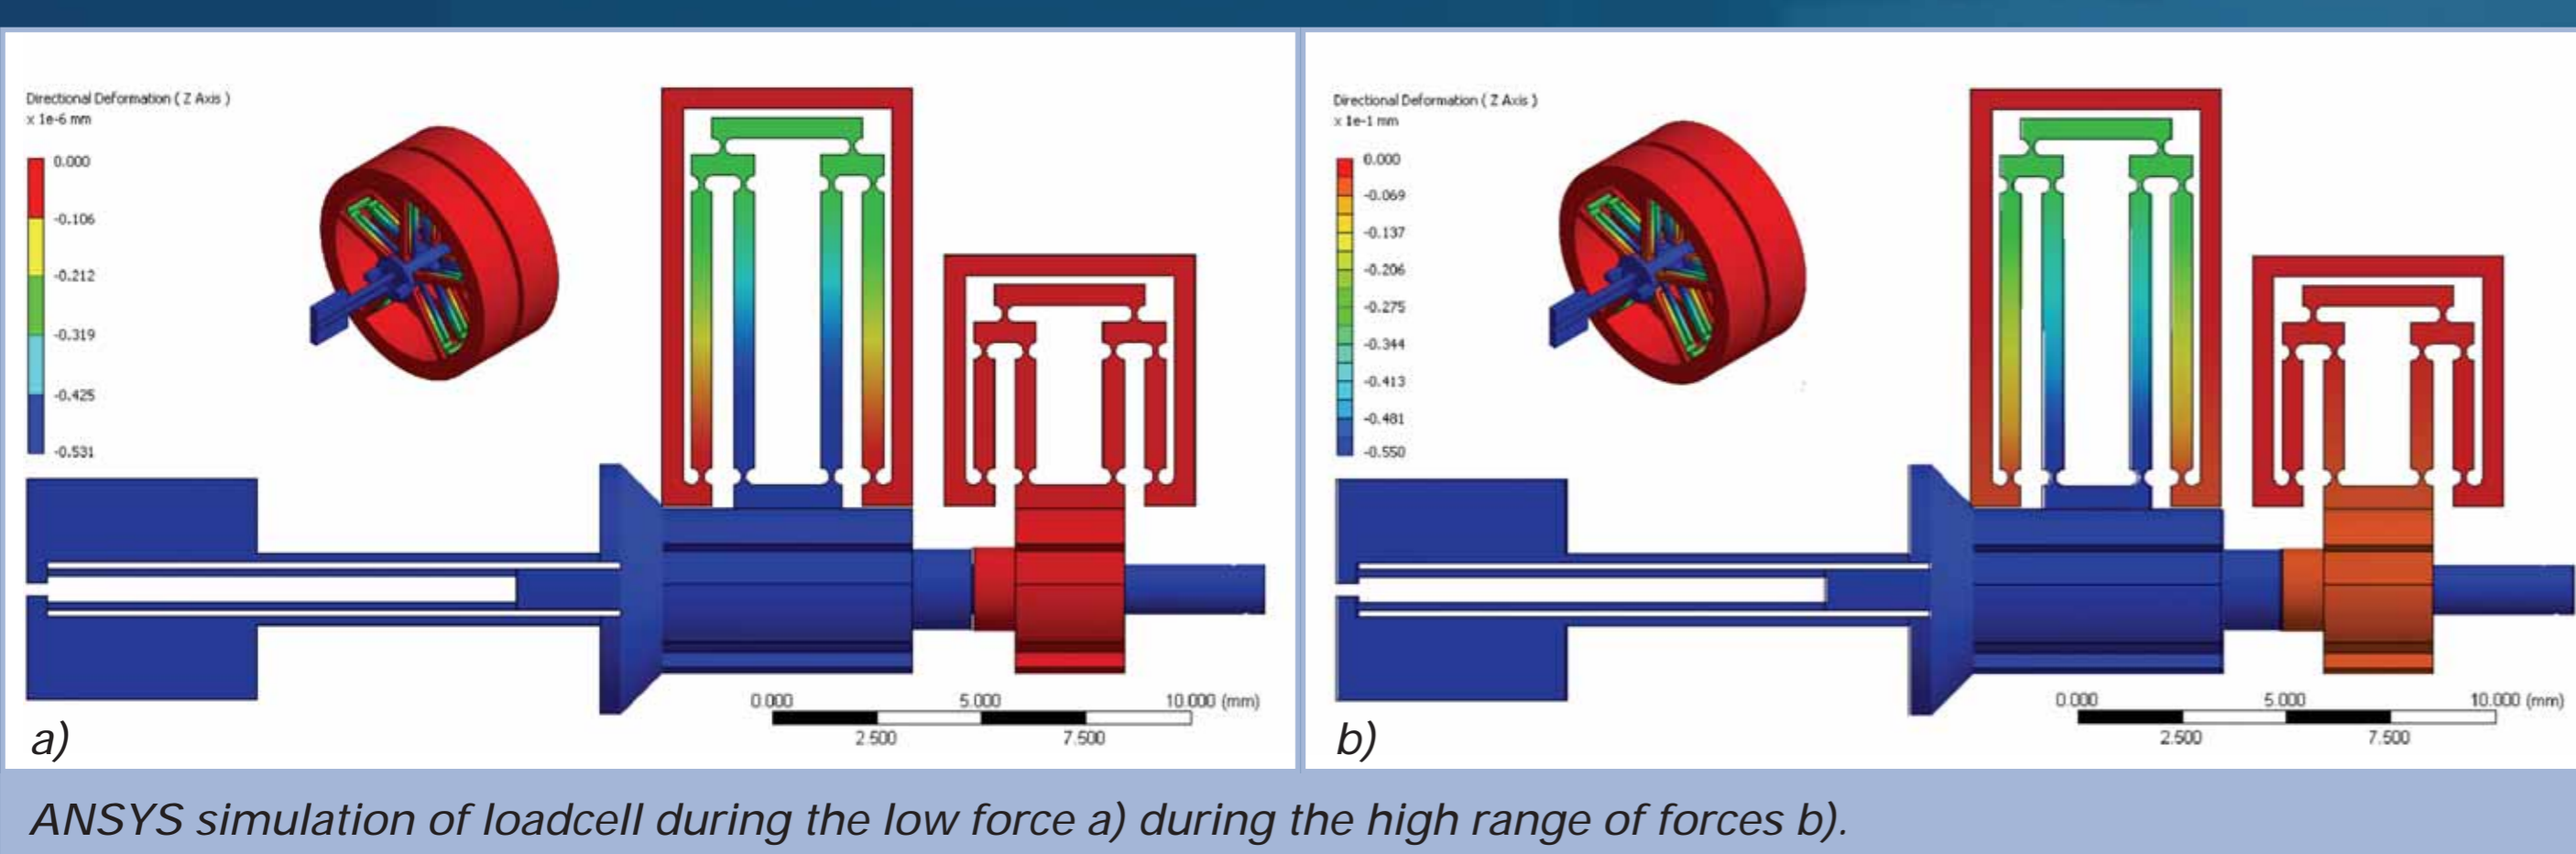 Directional Deformation ( Z Axis )
x 1e-6 mm
0.000
-0.106
-0.212
-0.319
-0.425
-0.531
0.000
5.000
10.000 (mm)
2.500
7.500
a)
Directional Deformation ( Z Axis )
x 1e-1 mm
0.000
-0.069
-0.137
-0.206
-0.275
-0.344
-0.413
-0.481
-0.550
0.000
5.000
10.000 (mm)
2.500
7.500
b)
ANSYS simulation of loadcell during the low force a) during the high range of forces b).